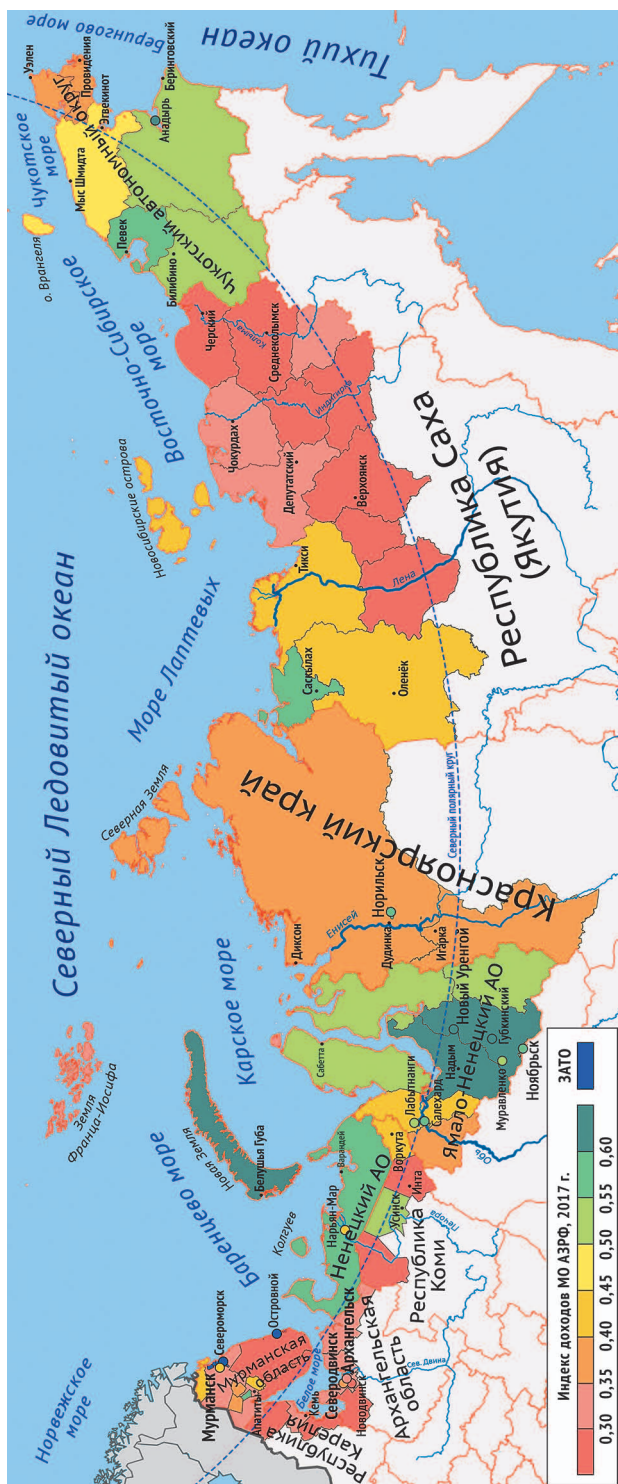 Северный Ледовитый океан
Норвежское
море
Баренцево море
Карское море
Море Лаптевых
Восточно-Сибирское
море
Чукотское
море
Берингово море
Тихий океан
Белое море
Земля
Франца-Иосифа
Новая Земля
Белушья Губа
Колгуев
Северная Земля
Новосибирские острова
о. Врангеля
Мурманск
Североморск
Островной
Мурманская
область
Апатиты
Кемь
Республика
Карелия
Северодвинск
Архангельск
Новодвинск
Архангельская
область
Сев. Двина
Нарьян-Мар
Варандей
Ненецкий АО
Воркута
Инта
Усинск
Печора
Республика
Коми
Лабытнанги
Салехард
Обь
Ямало-Ненецкий АО
Сабетта
Надым
Новый Уренгой
Губкинский
Муравленко
Ноябрьск
Диксон
Енисей
Дудинка
Норильск
Игарка
Красноярский край
Северный полярный круг
Саскылах
Оленёк
Тикси
Лена
Республика Саха
(Якутия)
Верхоянск
Депутатский
Чокурдах
Индигирка
Среднеколымск
Черский
Колыма
Билибино
Певек
Чукотский автономный округ
Мыс Шмидта
Эгвекинот
Провидения
Уэлен
Анадырь
Беринговский
Индекс доходов МО АЗРФ, 2017 г.
ЗАТО
0,30
0,35
0,40
0,45
0,50
0,55
0,60